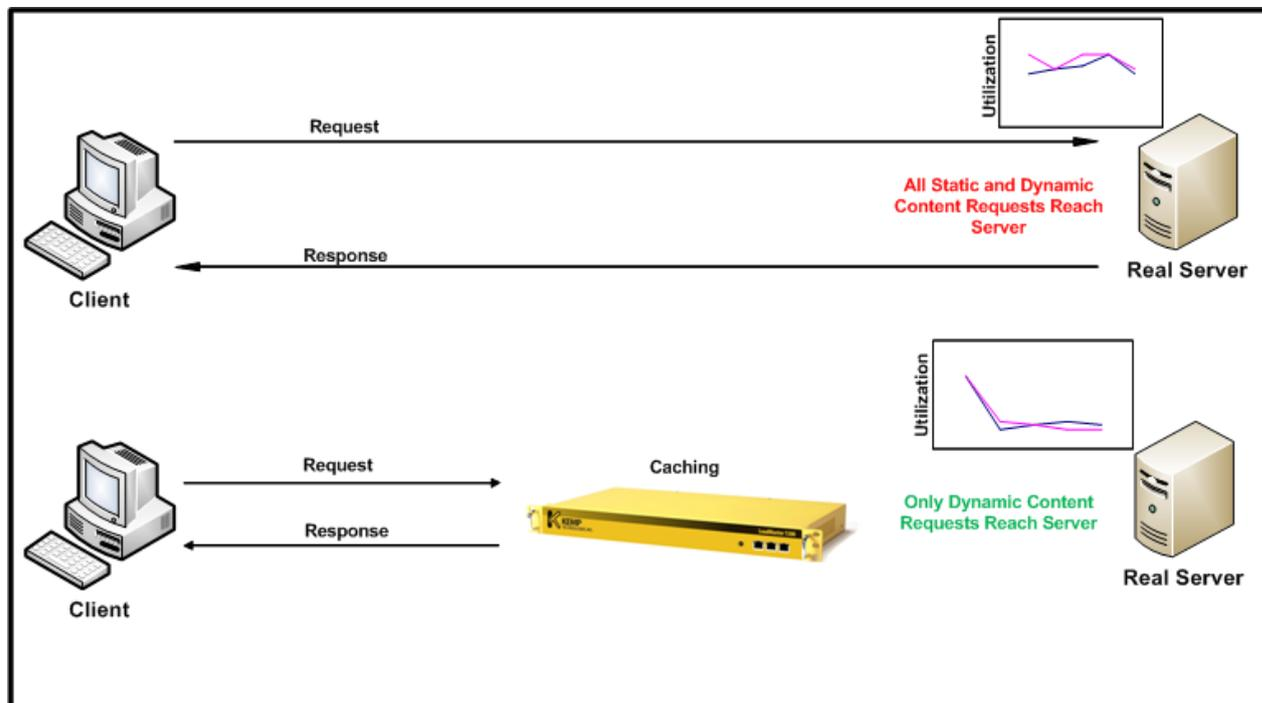 Utilization
Request
All Static and Dynamic
Content Requests Reach
Server
Response
Real Server
Client
Utilization
Request
Caching
KEMP
Only Dynamic Content
Requests Reach Server
Response
Real Server
Client